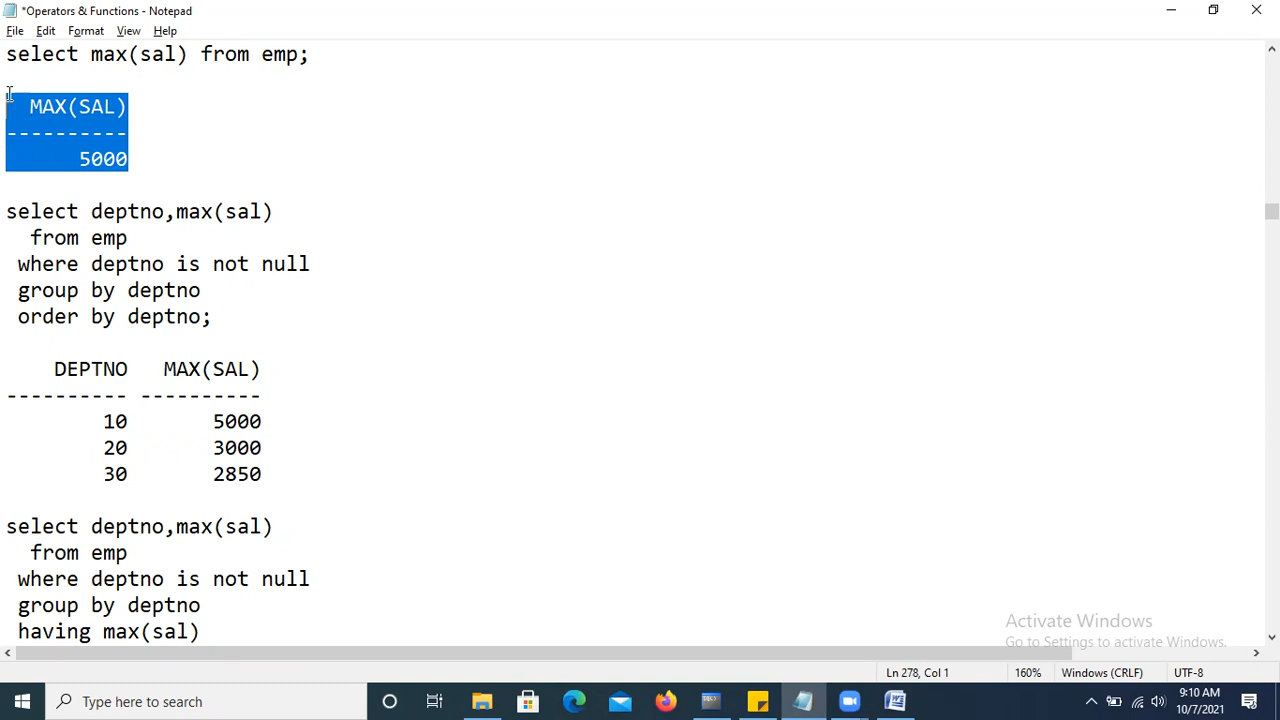 *Operators & Functions - Notepad
File Edit Format View Help
select max(sal) from emp;
MAX(SAL)
----------
5000
select deptno,max(sal)
from emp
where deptno is not null
group by deptno
order by deptno;
DEPTNO MAX(SAL)
---------- ----------
10 5000
20 3000
30 2850
select deptno,max(sal)
from emp
where deptno is not null
group by deptno
having max(sal)
Activate Windows
Go to Settings to activate Windows.
Ln 278, Col 1 160% Windows (CRLF) UTF-8
Type here to search
9:10 AM
10/7/2021